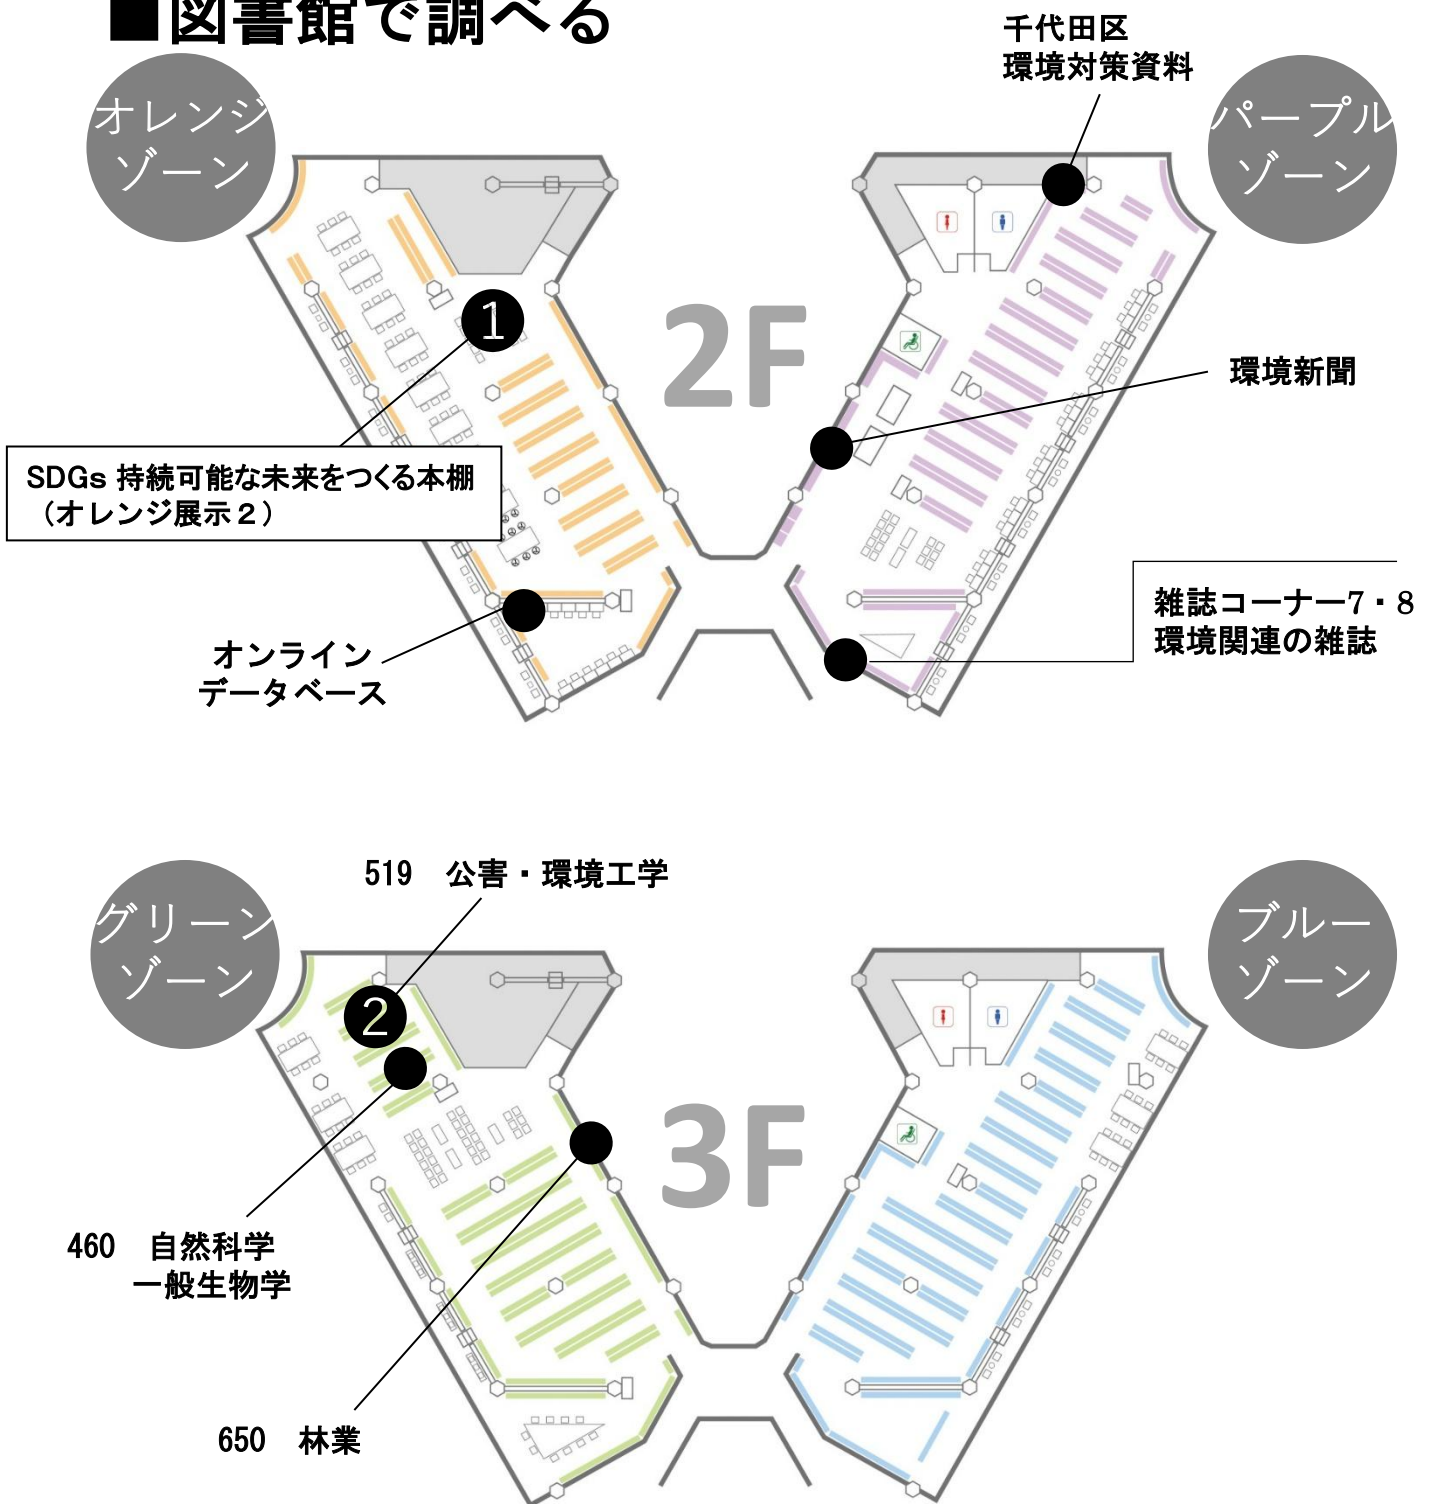 ■図書館で調べる
千代田区
環境対策資料
オレンジ
ゾーン
パープル
ゾーン
2F
1
環境新聞
SDGs 持続可能な未来をつくる本棚
（オレンジ展示２）
雑誌コーナー7・8
環境関連の雑誌
オンライン
データベース
519 公害・環境工学
グリーン
ゾーン
ブルー
ゾーン
2
3F
460 自然科学
一般生物学
650 林業